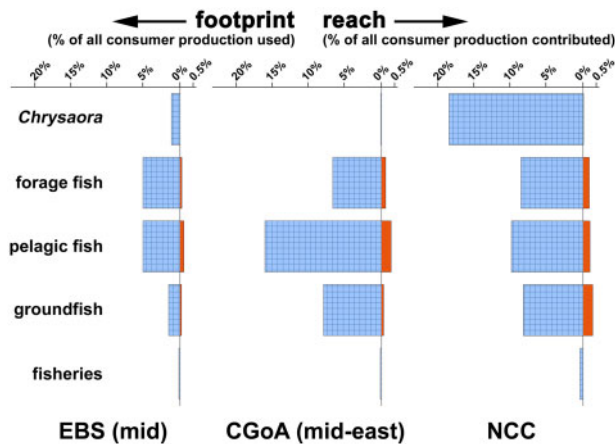 footprint reach
(% of all consumer production used) (% of all consumer production contributed)
20% 15% 10% 5% 0% 0.5% 20% 15% 10% 5% 0% 0.5% 20% 15% 10% 5% 0% 0.5%
Chrysaora
forage fish
pelagic fish
groundfish
fisheries
EBS (mid) CGoA (mid-east) NCC